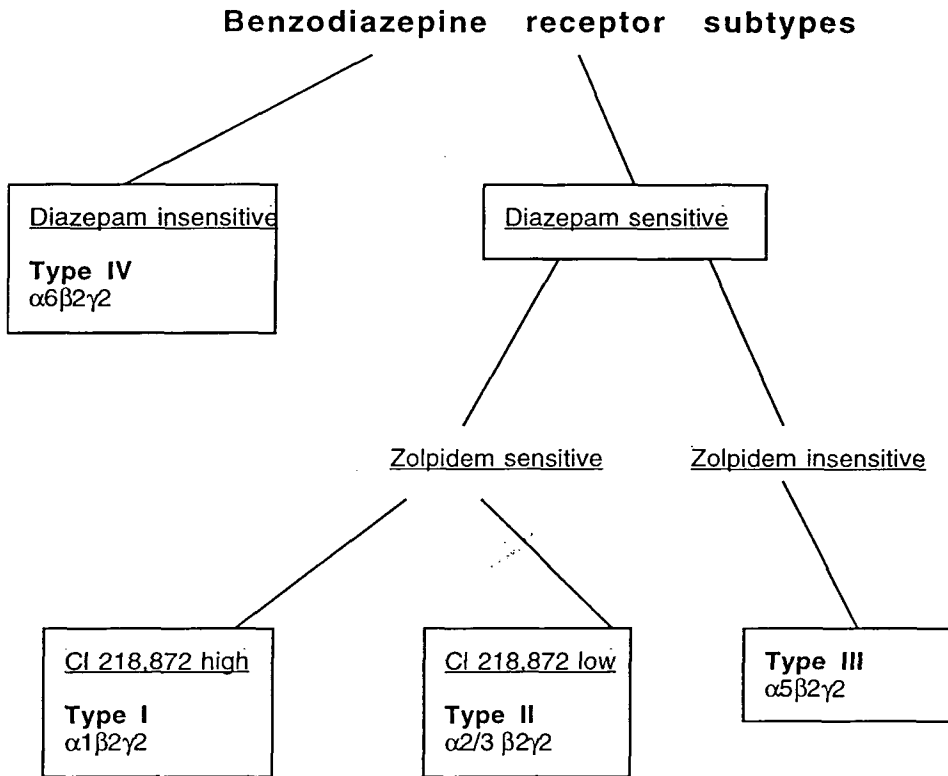 Benzodiazepine receptor subtypes
Diazepam insensitive
Type IV
α6β2γ2
Diazepam sensitive
Zolpidem sensitive
Zolpidem insensitive
Cl 218,872 high
Type I
α1β2γ2
Cl 218,872 low
Type II
α2/3 β2γ2
Type III
α5β2γ2